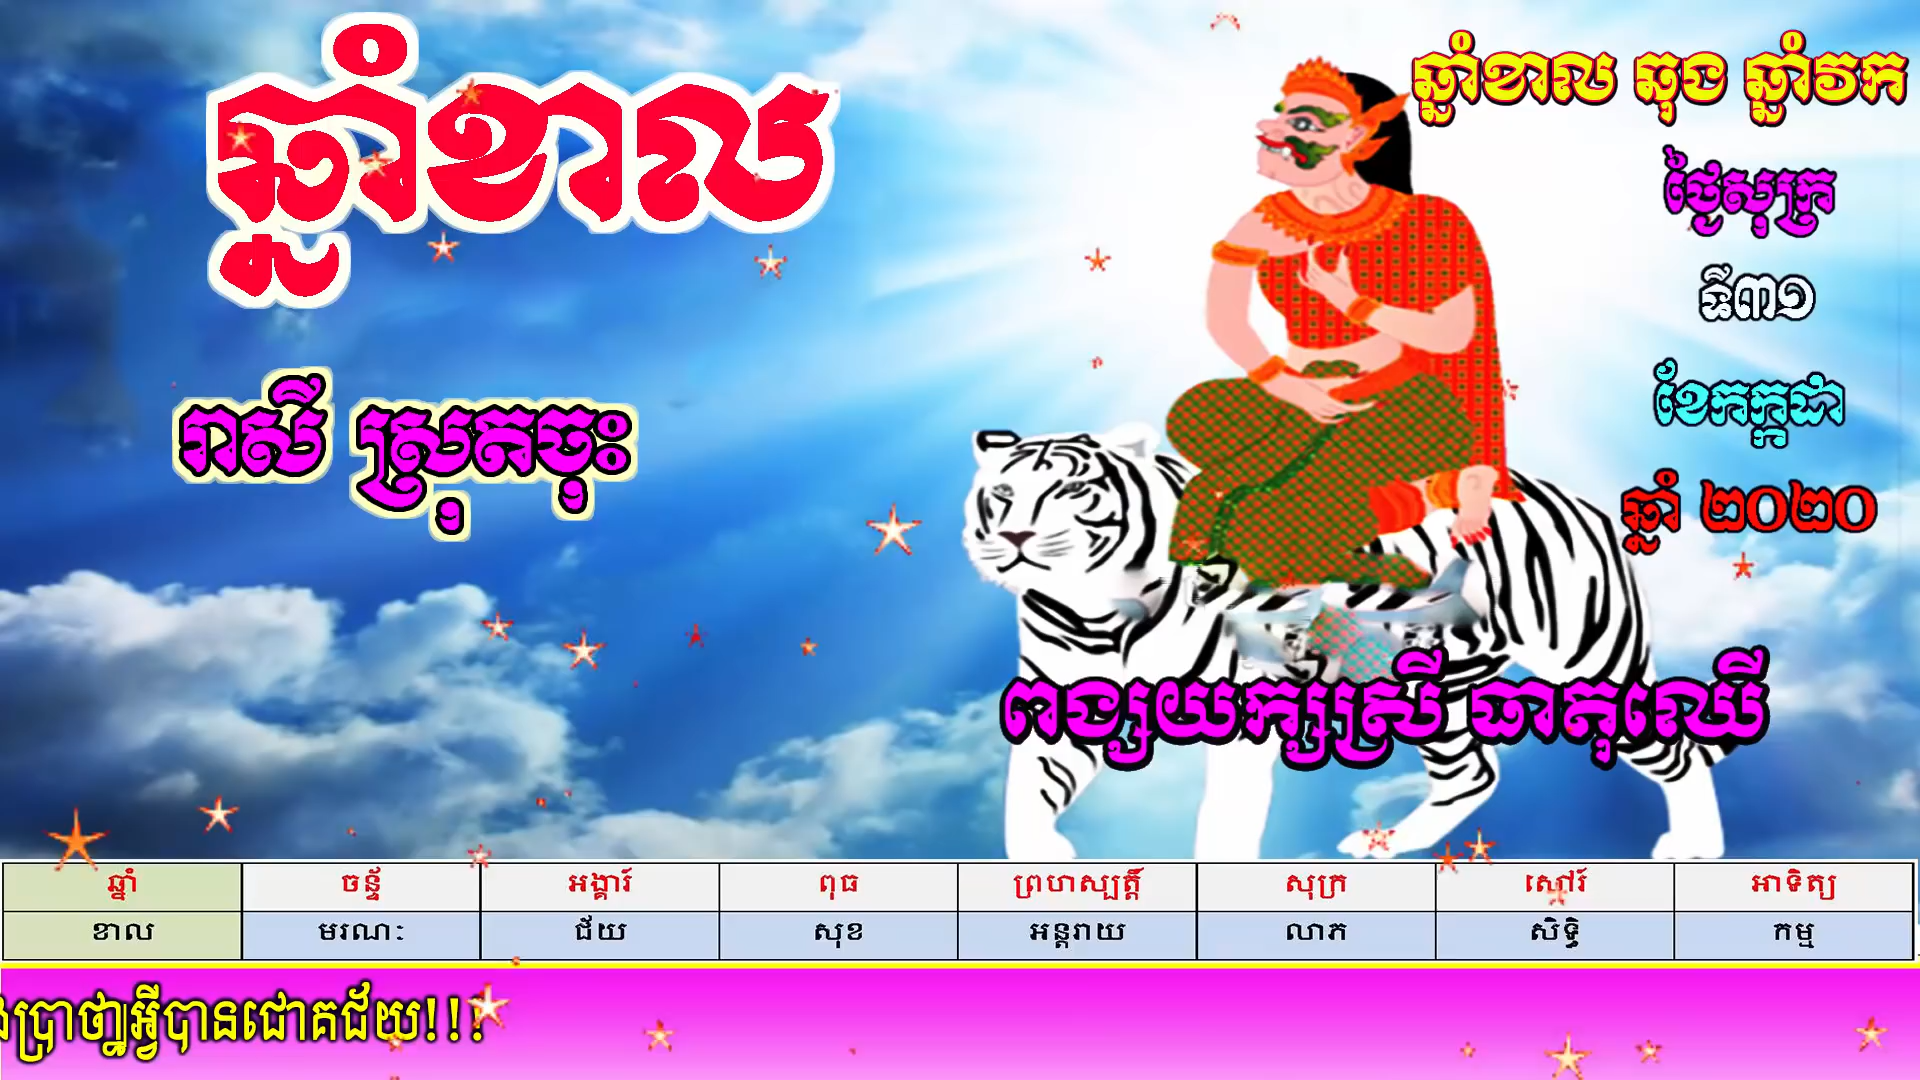 ឆ្នាំខាល
ឆ្នាំខាល ឆុង ឆ្នាំវក
ថ្ងៃសុក្រ
ទី៣១
ខែកក្កដា
ឆ្នាំ ២០២០
រាសី ស្រុតចុះ
ពង្សយក្សស្រី ធាតុឈើ
ឆ្នាំ ចន្ទ័ អង្គារ៍ ពុធ ព្រហស្បត្តិ៍ សុក្រ សៅរ៍ អាទិត្យ
ខាល មរណៈ ជ័យ សុខ អន្តរាយ លាភ សិទ្ធិ កម្ម
ប្រាថ្នាអ្វីបានជោគជ័យ!!!